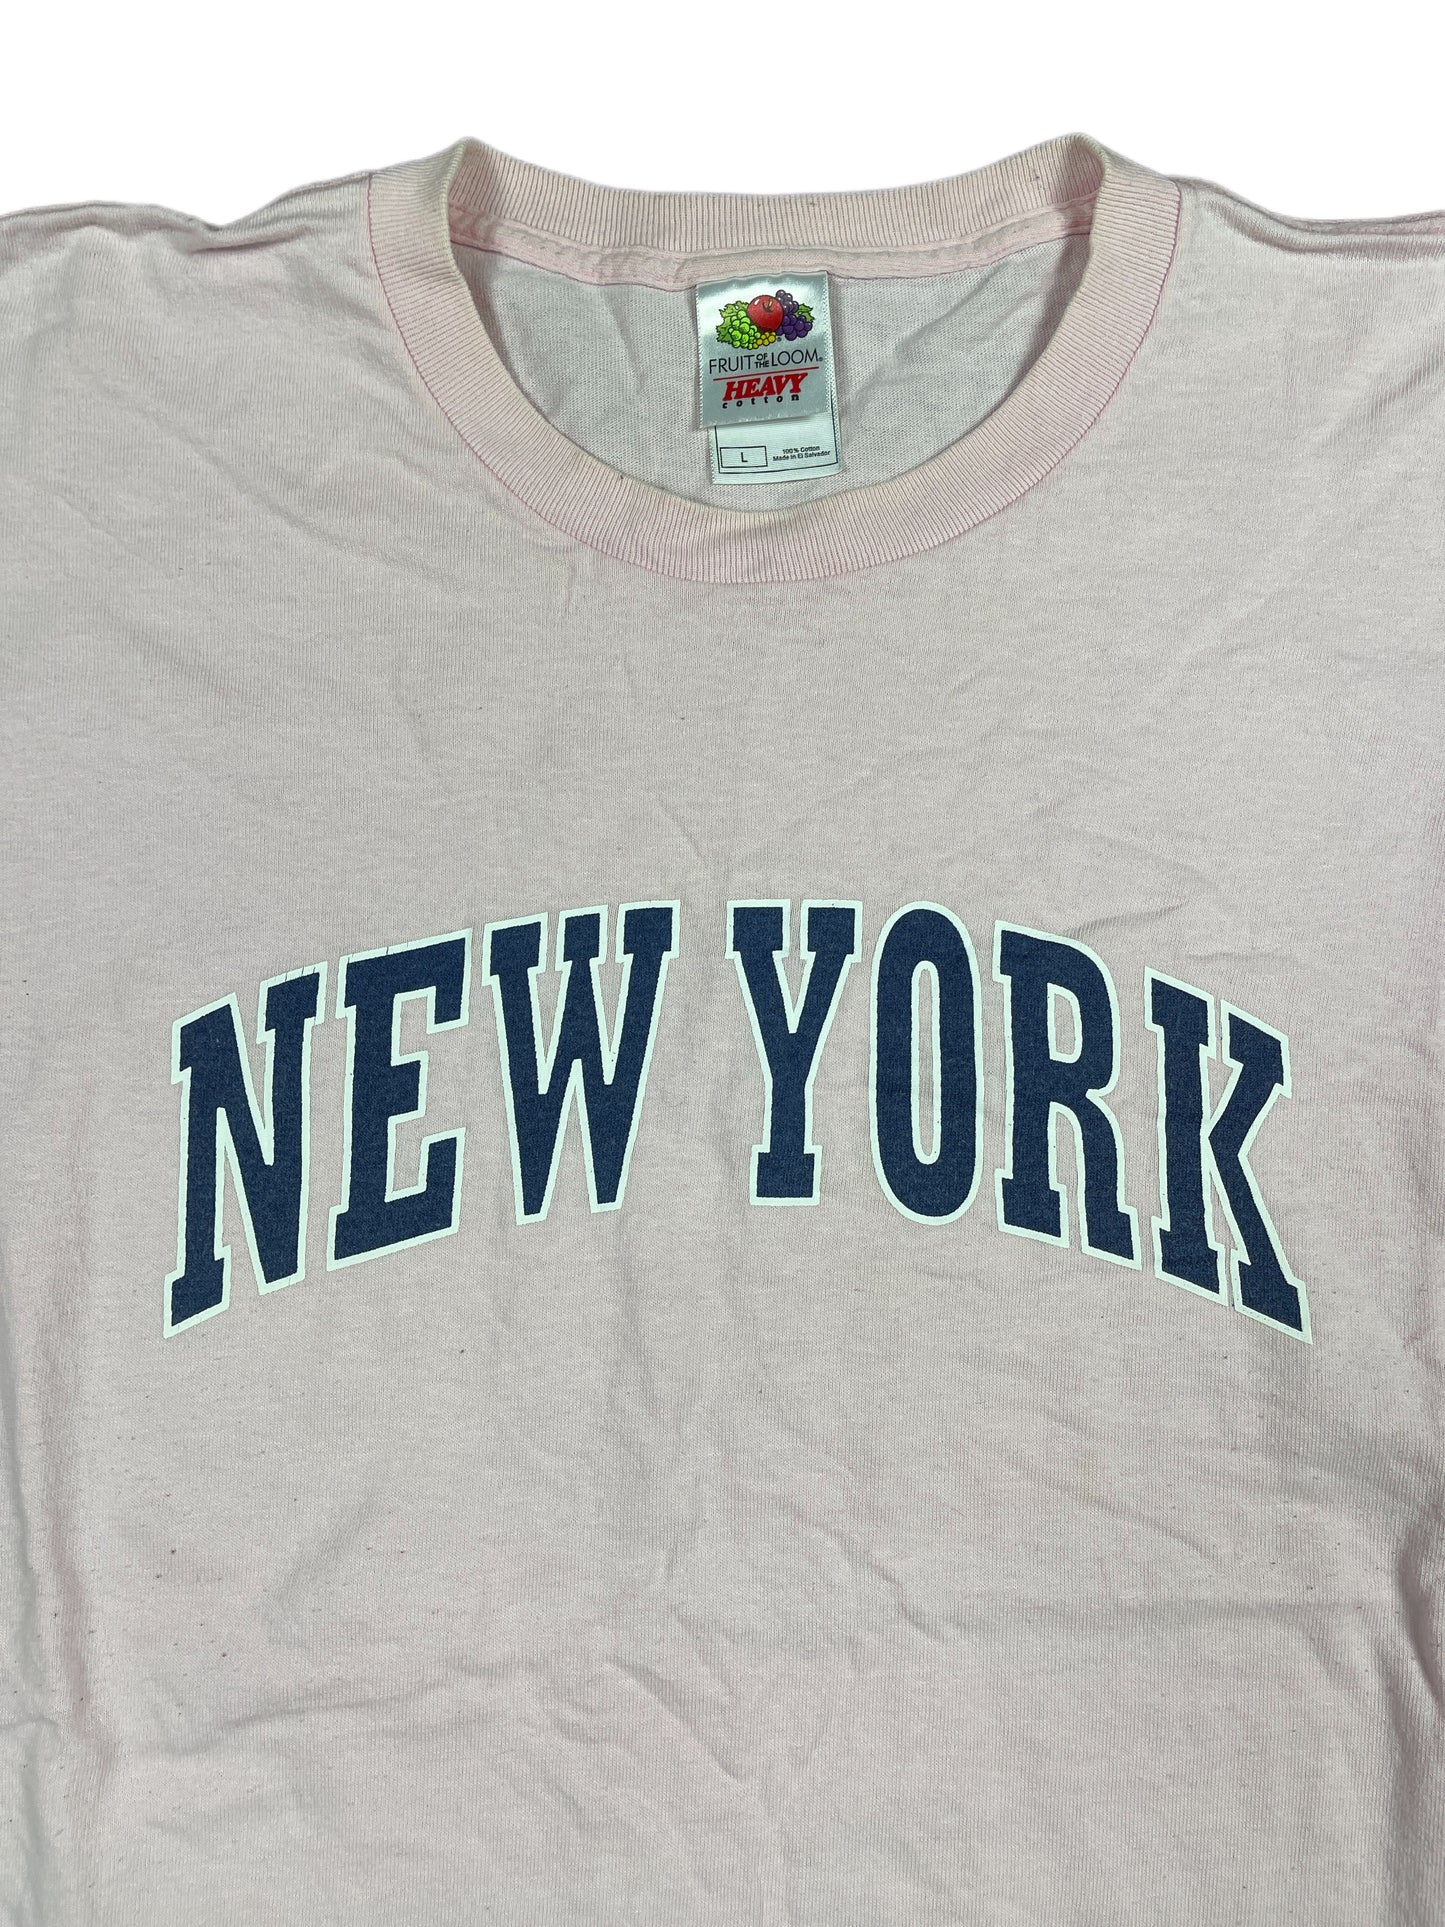 FRUIT OF THE LOOM®
HEAVY
cotton
L
100% Cotton
Made in El Salvador
NEW YORK